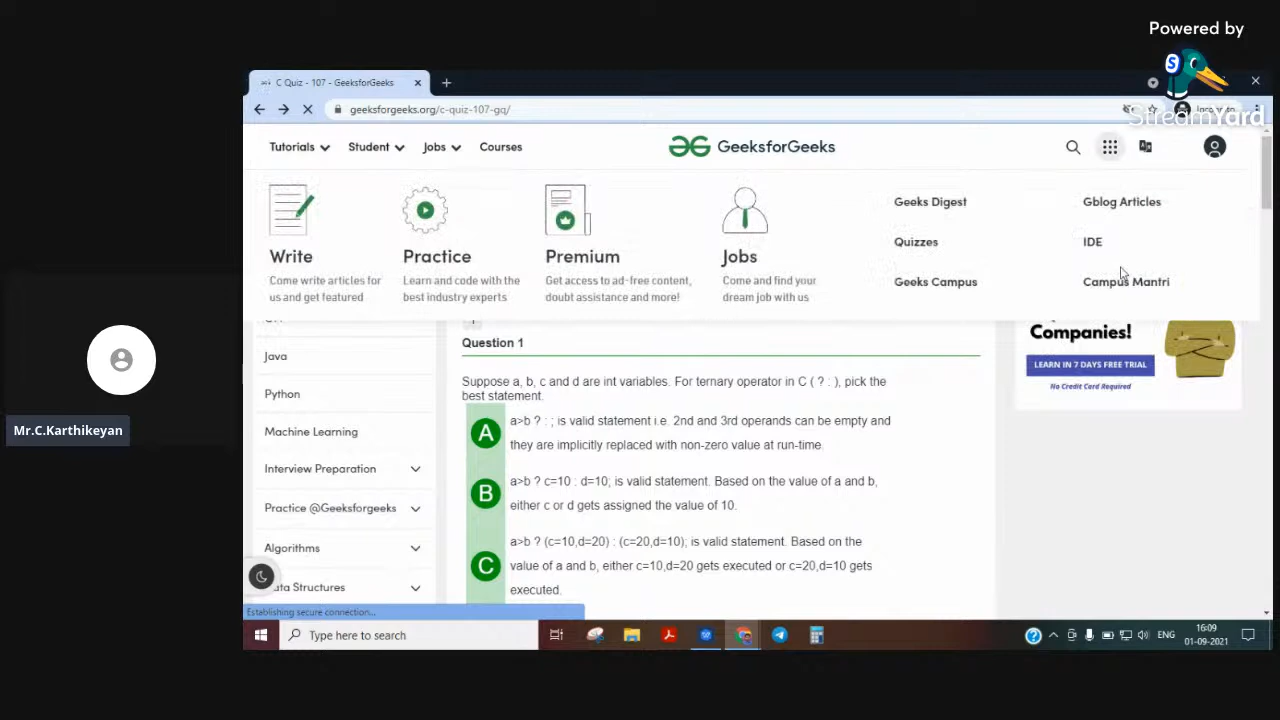 Powered by
StreamYard
C Quiz - 107 - GeeksforGeeks
geeksforgeeks.org/c-quiz-107-gq/
Tutorials
Student
Jobs
Courses
GeeksforGeeks
Write
Come write articles for
us and get featured
Practice
Learn and code with the
best industry experts
Premium
Get access to ad-free content,
doubt assistance and more!
Jobs
Come and find your
dream job with us
Geeks Digest
Gblog Articles
Quizzes
IDE
Geeks Campus
Campus Mantri
Java
Python
Machine Learning
Interview Preparation
Practice @Geeksforgeeks
Algorithms
Data Structures
Question 1
Suppose a, b, c and d are int variables. For ternary operator in C ( ? : ), pick the
best statement.
A
a>b ? : ; is valid statement i.e. 2nd and 3rd operands can be empty and
they are implicitly replaced with non-zero value at run-time.
B
a>b ? c=10 : d=10; is valid statement. Based on the value of a and b,
either c or d gets assigned the value of 10.
C
a>b ? (c=10,d=20) : (c=20,d=10); is valid statement. Based on the
value of a and b, either c=10,d=20 gets executed or c=20,d=10 gets
executed.
Companies!
LEARN IN 7 DAYS FREE TRIAL
No Credit Card Required
Mr.C.Karthikeyan
Establishing secure connection...
Type here to search
ENG
16:09
01-09-2021